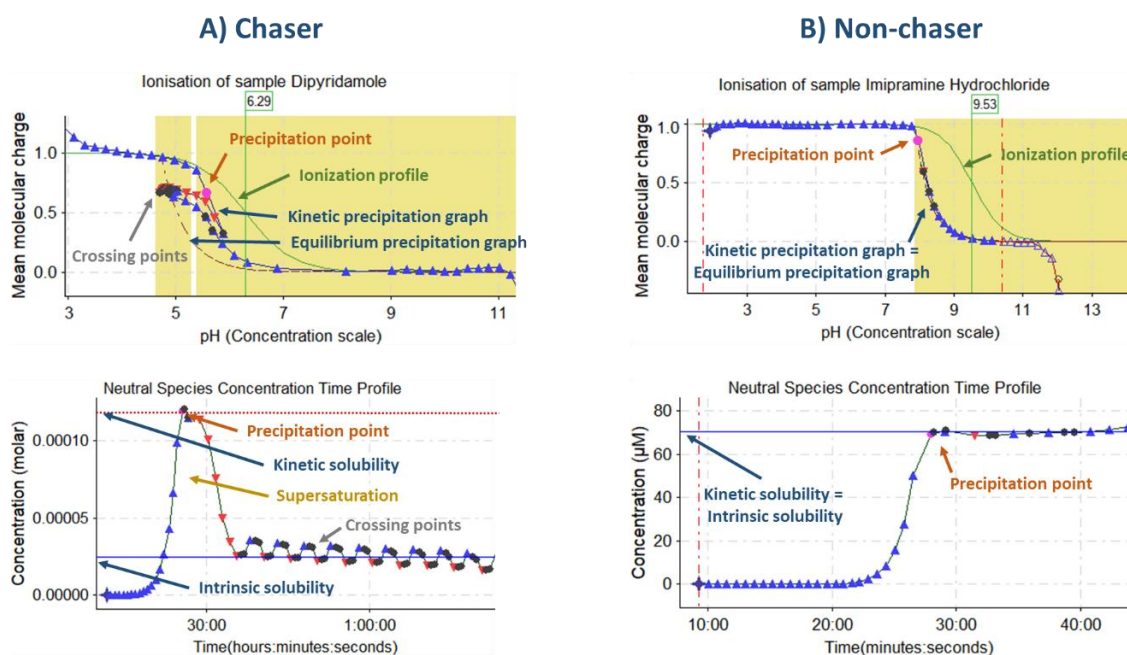 A) Chaser
Ionisation of sample Dipyridamole
6.29
Precipitation point
Ionization profile
Kinetic precipitation graph
Equilibrium precipitation graph
Crossing points
Mean molecular charge
1.0
0.5
0.0
3 5 7 9 11
pH (Concentration scale)
B) Non-chaser
Ionisation of sample Imipramine Hydrochloride
9.53
Precipitation point
Ionization profile
Kinetic precipitation graph =
Equilibrium precipitation graph
Mean molecular charge
1.0
0.5
0.0
3 5 7 9 11 13
pH (Concentration scale)
Neutral Species Concentration Time Profile
Precipitation point
Kinetic solubility
Supersaturation
Crossing points
Intrinsic solubility
Concentration (molar)
0.00010
0.00005
0.00000
30:00 1:00:00
Time(hours:minutes:seconds)
Neutral Species Concentration Time Profile
Kinetic solubility =
Intrinsic solubility
Precipitation point
Concentration (µM)
80
60
40
20
0
10:00 20:00 30:00 40:00
Time(minutes:seconds)